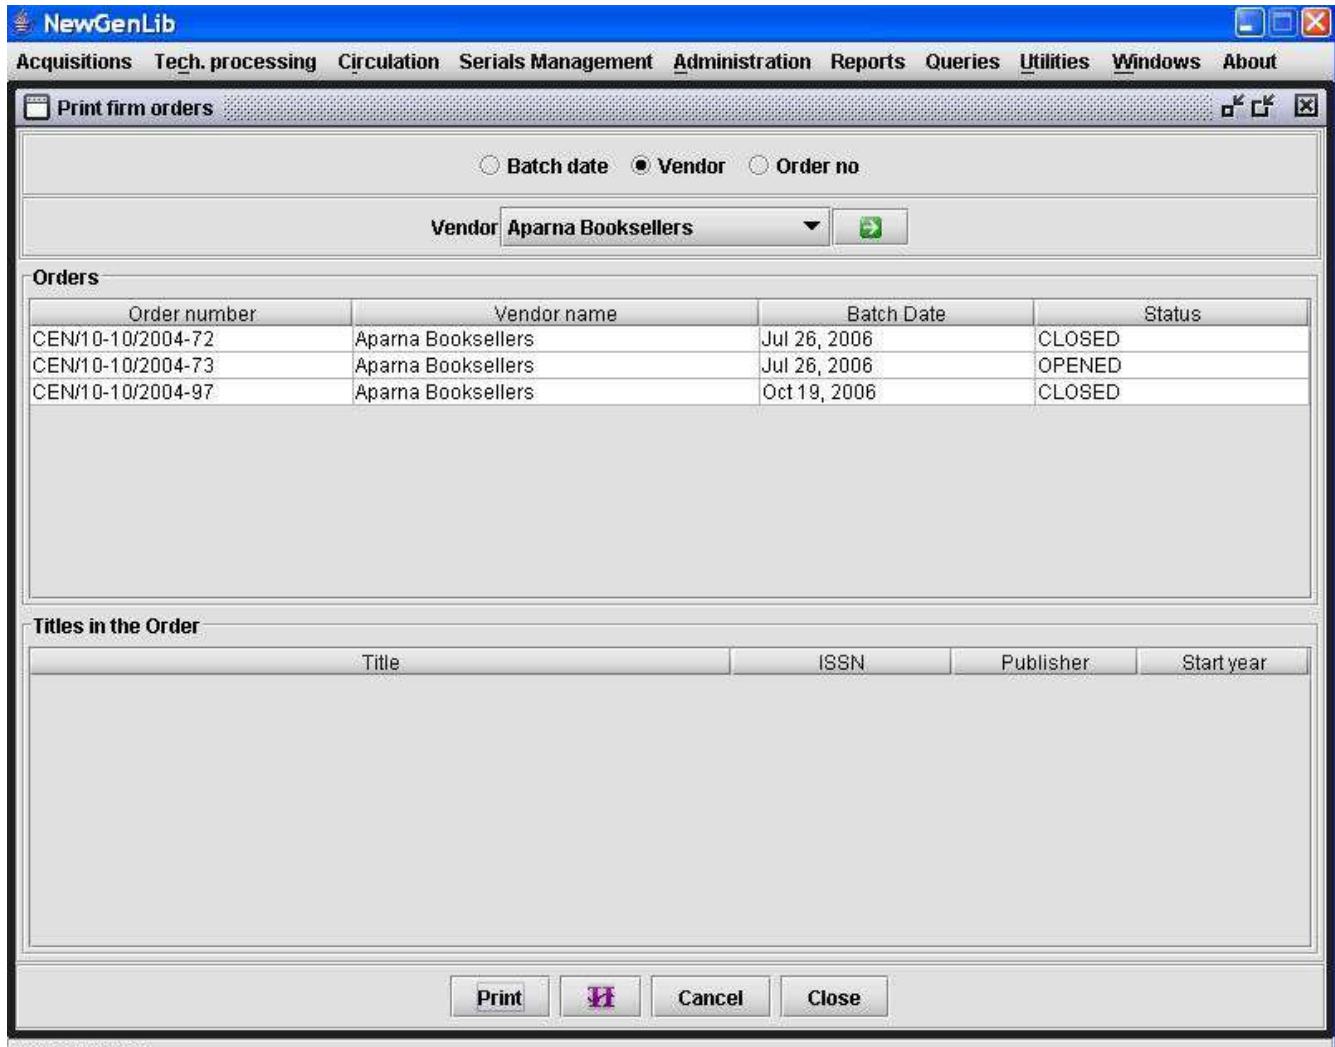 NewGenLib
Acquisitions Tech. processing Circulation Serials Management Administration Reports Queries Utilities Windows About
Print firm orders
Batch date Vendor Order no
Vendor Aparna Booksellers
Orders
Order number Vendor name Batch Date Status
CEN/10-10/2004-72 Aparna Booksellers Jul 26, 2006 CLOSED
CEN/10-10/2004-73 Aparna Booksellers Jul 26, 2006 OPENED
CEN/10-10/2004-97 Aparna Booksellers Oct 19, 2006 CLOSED
Titles in the Order
Title ISSN Publisher Start year
Print Cancel Close